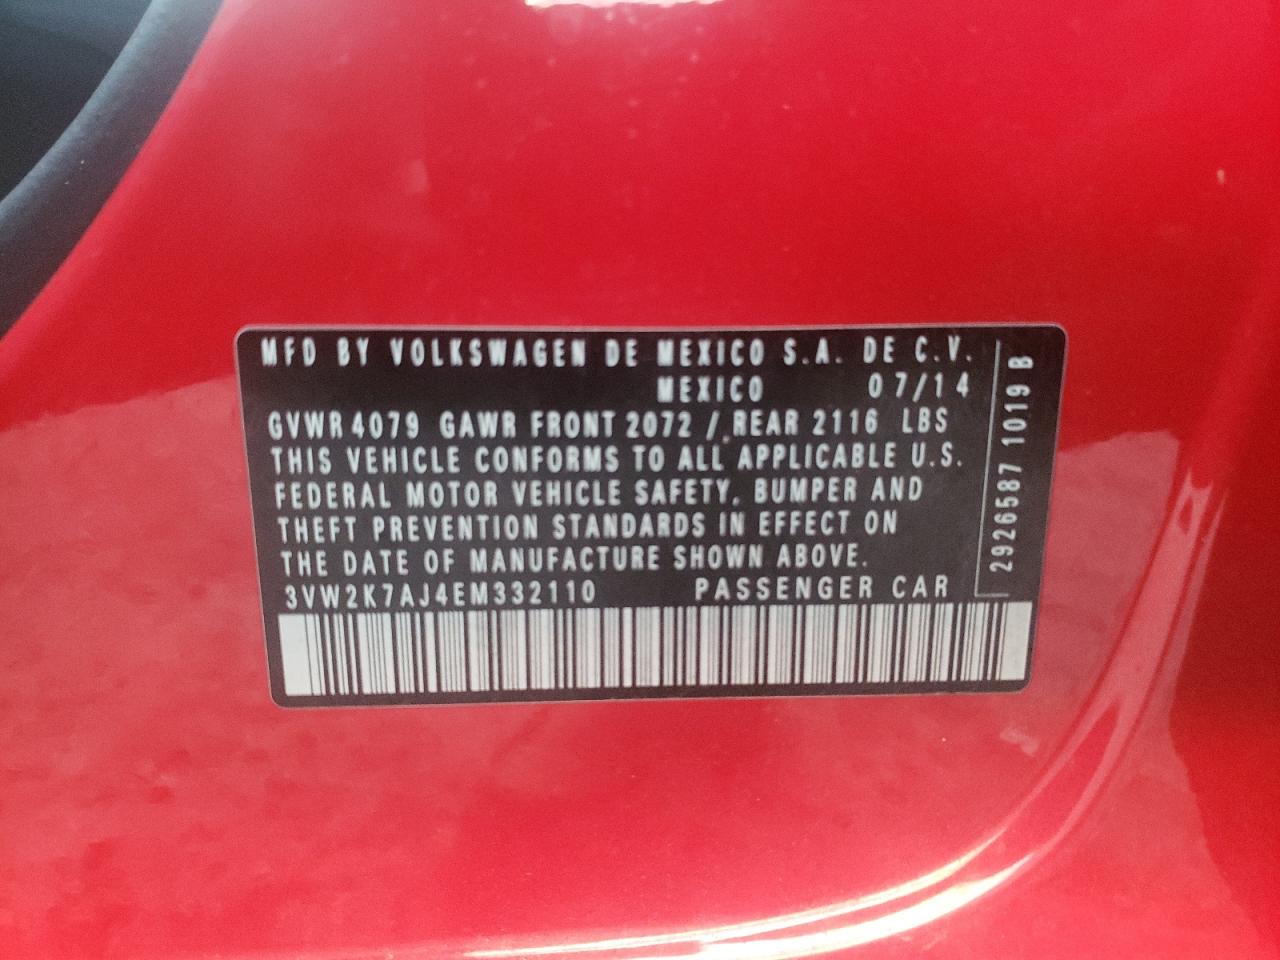 MFD BY VOLKSWAGEN DE MEXICO S.A. DE C.V.
MEXICO 07/14
GVWR 4079 GAWR FRONT 2072 / REAR 2116 LBS
THIS VEHICLE CONFORMS TO ALL APPLICABLE U.S.
FEDERAL MOTOR VEHICLE SAFETY, BUMPER AND
THEFT PREVENTION STANDARDS IN EFFECT ON
THE DATE OF MANUFACTURE SHOWN ABOVE.
3VW2K7AJ4EM332110 PASSENGER CAR
2926587 1019 B